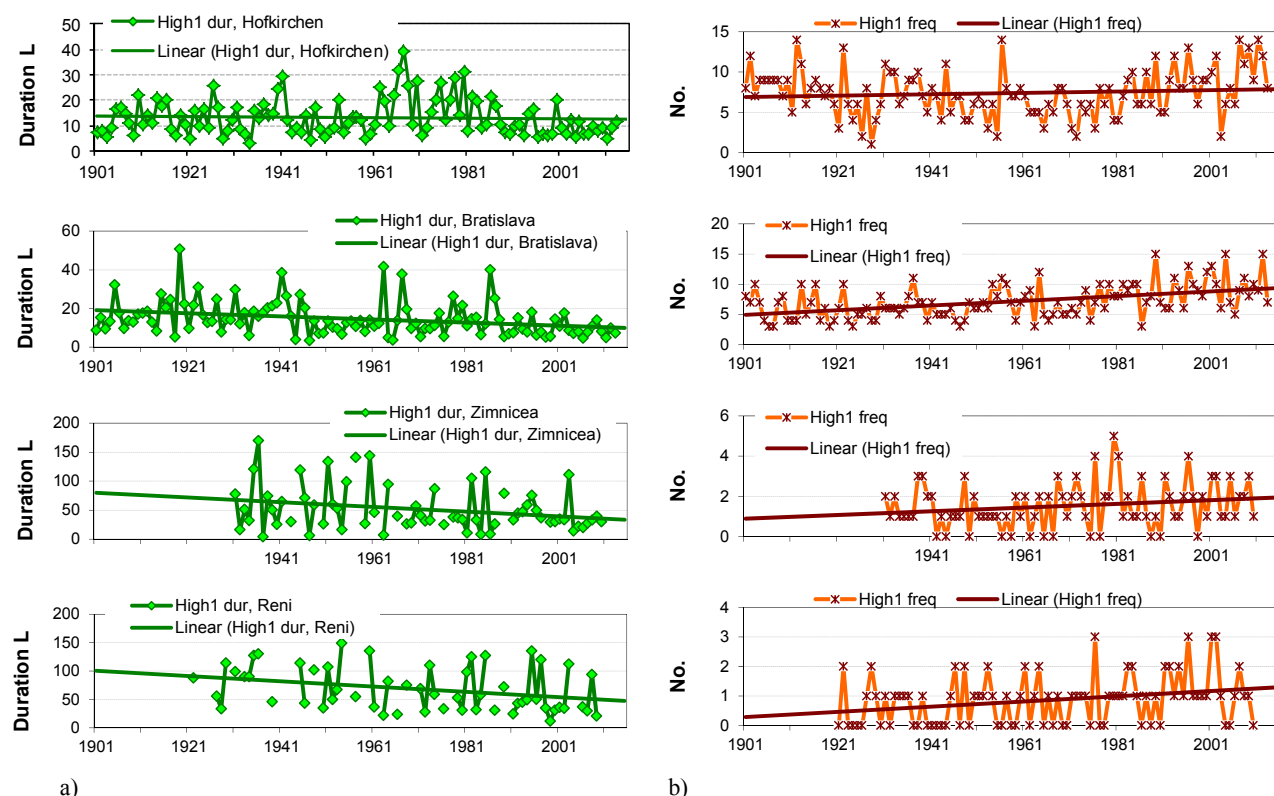 High1 dur, Hofkirchen
Linear (High1 dur, Hofkirchen)
Duration L
50
40
30
20
10
0
1901 1921 1941 1961 1981 2001
High1 dur, Bratislava
Linear (High1 dur, Bratislava)
Duration L
60
40
20
0
1901 1921 1941 1961 1981 2001
High1 dur, Zimnicea
Linear (High1 dur, Zimnicea)
Duration L
200
150
100
50
0
1941 1961 1981 2001
High1 dur, Reni
Linear (High1 dur, Reni)
Duration L
200
150
100
50
0
1901 1921 1941 1961 1981 2001
a)
High1 freq Linear (High1 freq)
No.
15
10
5
0
1901 1921 1941 1961 1981 2001
High1 freq
Linear (High1 freq)
No.
20
15
10
5
0
1901 1921 1941 1961 1981 2001
High1 freq
Linear (High1 freq)
No.
6
4
2
0
1901 1921 1941 1961 1981 2001
High1 freq Linear (High1 freq)
No.
4
3
2
1
0
1901 1921 1941 1961 1981 2001
b)